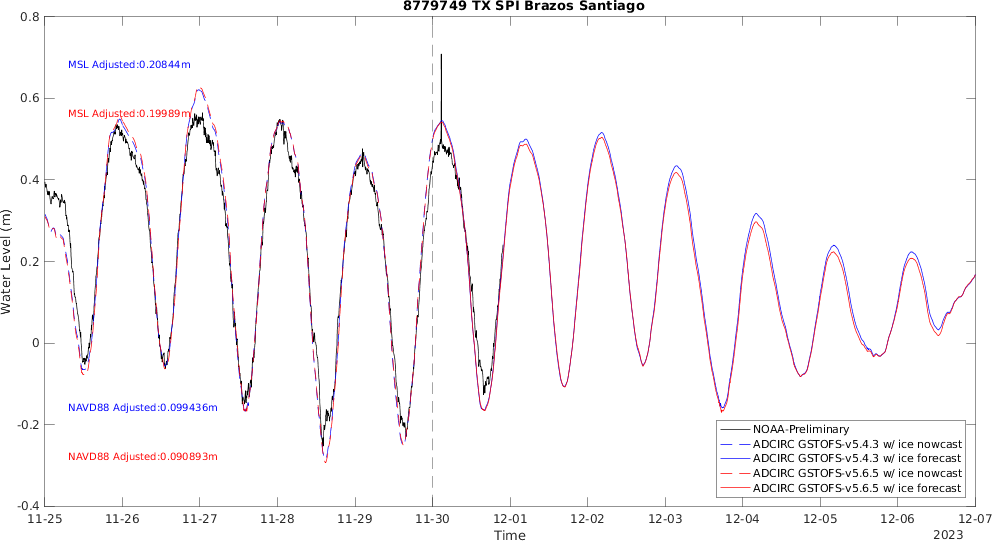 8779749 TX SPI Brazos Santiago
0.8
0.6
0.4
0.2
0
-0.2
-0.4
Water Level (m)
MSL Adjusted:0.20844m
MSL Adjusted:0.19989m
NAVD88 Adjusted:0.099436m
NAVD88 Adjusted:0.090893m
NOAA-Preliminary
ADCIRC GSTOFS-v5.4.3 w/ ice nowcast
ADCIRC GSTOFS-v5.4.3 w/ ice forecast
ADCIRC GSTOFS-v5.6.5 w/ ice nowcast
ADCIRC GSTOFS-v5.6.5 w/ ice forecast
11-25 11-26 11-27 11-28 11-29 11-30 12-01 12-02 12-03 12-04 12-05 12-06 12-07
Time
2023